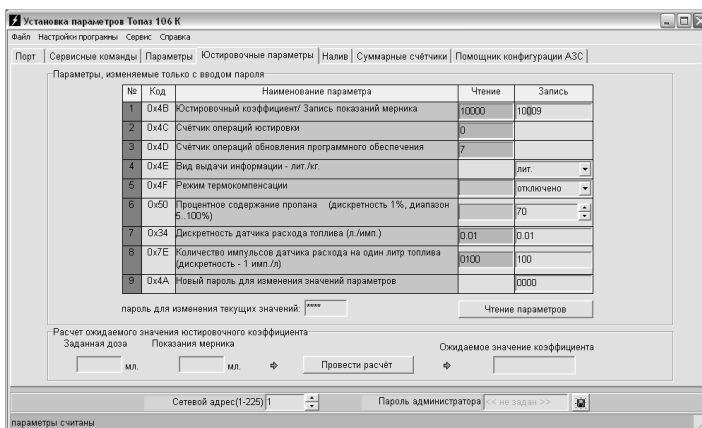 Установка параметров Топаз 106 К
Файл Настройки программы Сервис Справка
Порт Сервисные команды Параметры Юстировочные параметры Налив Суммарные счётчики Помощник конфигурации АЗС
Параметры, изменяемые только с вводом пароля
№ Код Наименование параметра Чтение Запись
1 0x4B Юстировочный коэффициент/ Запись показаний мерника 10000 10009
2 0x4C Счётчик операций юстировки 0
3 0x4D Счётчик операций обновления программного обеспечения 7
4 0x4E Вид выдачи информации - лит./кг. лит.
5 0x4F Режим термокомпенсации отключено
6 0x50 Процентное содержание пропана (дискретность 1%, диапазон 70
5..100%)
7 0x34 Дискретность датчика расхода топлива (л./имп.) 0.01 0.01
8 0x7E Количество импульсов датчика расхода на один литр топлива 0100 100
(дискретность - 1 имп./л)
9 0x4A Новый пароль для изменения значений параметров 0000
пароль для изменения текущих значений: **** Чтение параметров
Расчет ожидаемого значения юстировочного коэффициента
Заданная доза Показания мерника Ожидаемое значение коэффициента
мл. мл. Провести расчёт
Сетевой адрес(1-225) 1 Пароль администратора << не задан >>
параметры считаны